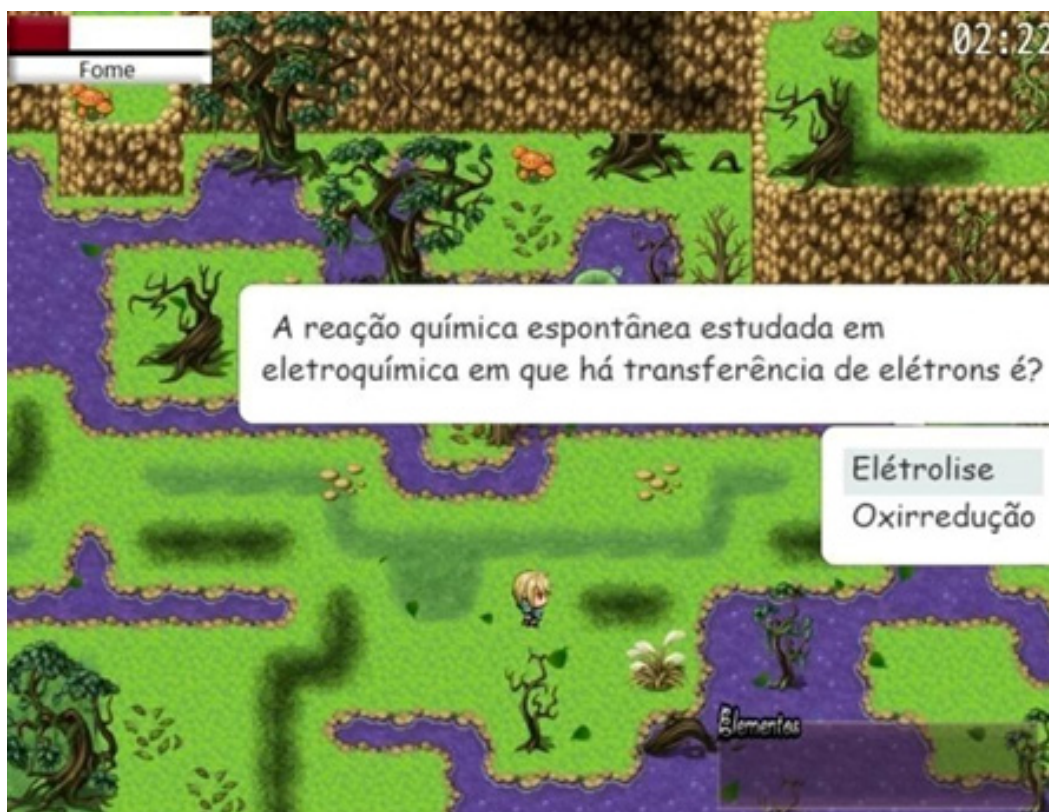 Fome
02:22
A reação química espontânea estudada em
eletroquímica em que há transferência de elétrons é?
Elétrolise
Oxirredução
Elementos